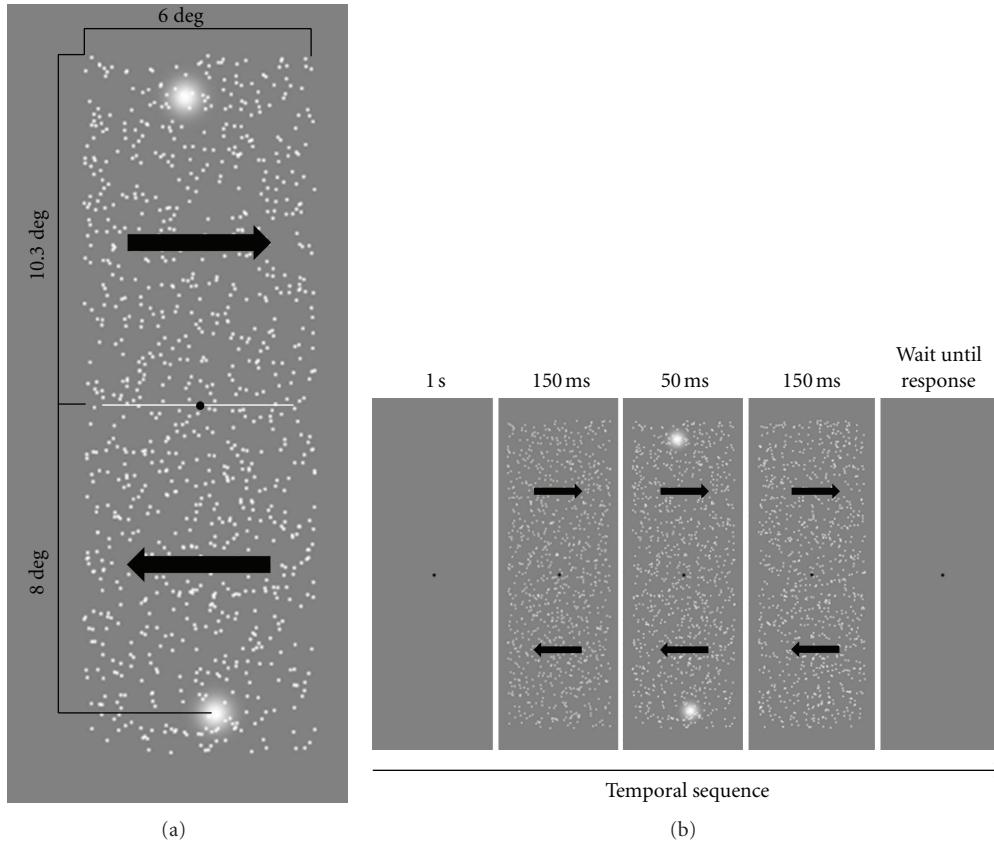 6 deg
10.3 deg
8 deg
(a)
1 s
150 ms
50 ms
150 ms
Wait until
response
Temporal sequence
(b)